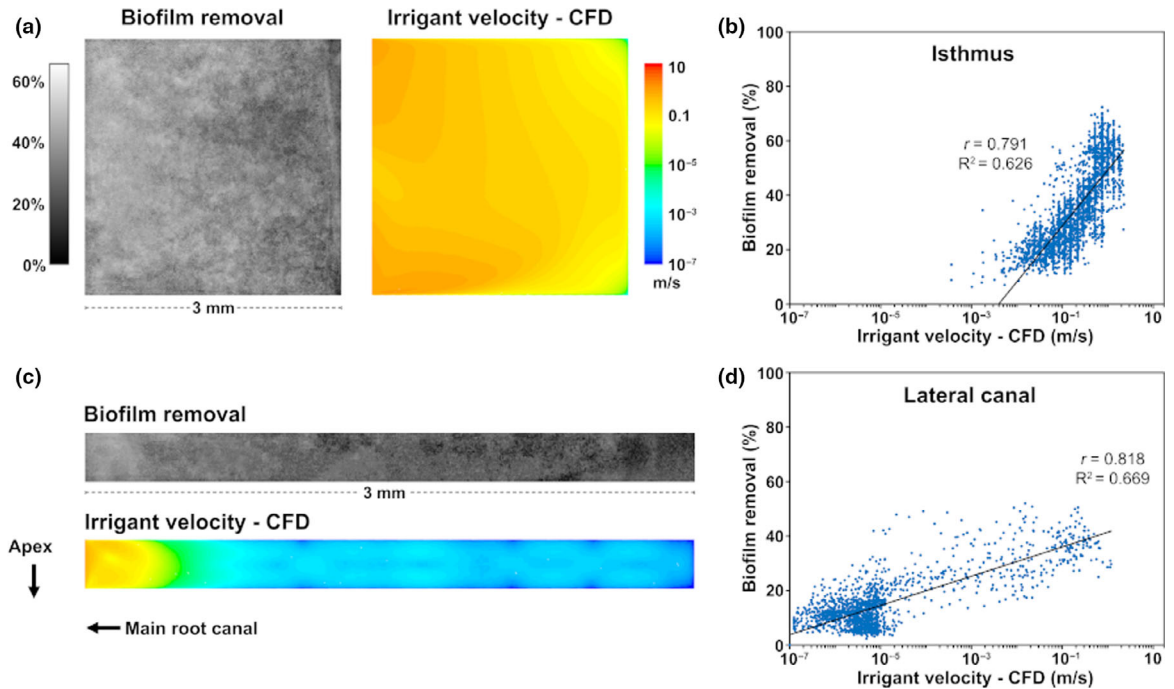 (a)
Biofilm removal
Irrigant velocity - CFD
60%
40%
20%
0%
3 mm
10
0.1
10⁻⁵
10⁻³
10⁻⁷
m/s
(b)
Isthmus
r = 0.791
R² = 0.626
Biofilm removal (%)
100
80
60
40
20
0
10⁻⁷
10⁻⁵
10⁻³
10⁻¹
10
Irrigant velocity - CFD (m/s)
(c)
Biofilm removal
3 mm
Irrigant velocity - CFD
Apex
Main root canal
(d)
Lateral canal
r = 0.818
R² = 0.669
Biofilm removal (%)
100
80
60
40
20
0
10⁻⁷
10⁻⁵
10⁻³
10⁻¹
10
Irrigant velocity - CFD (m/s)